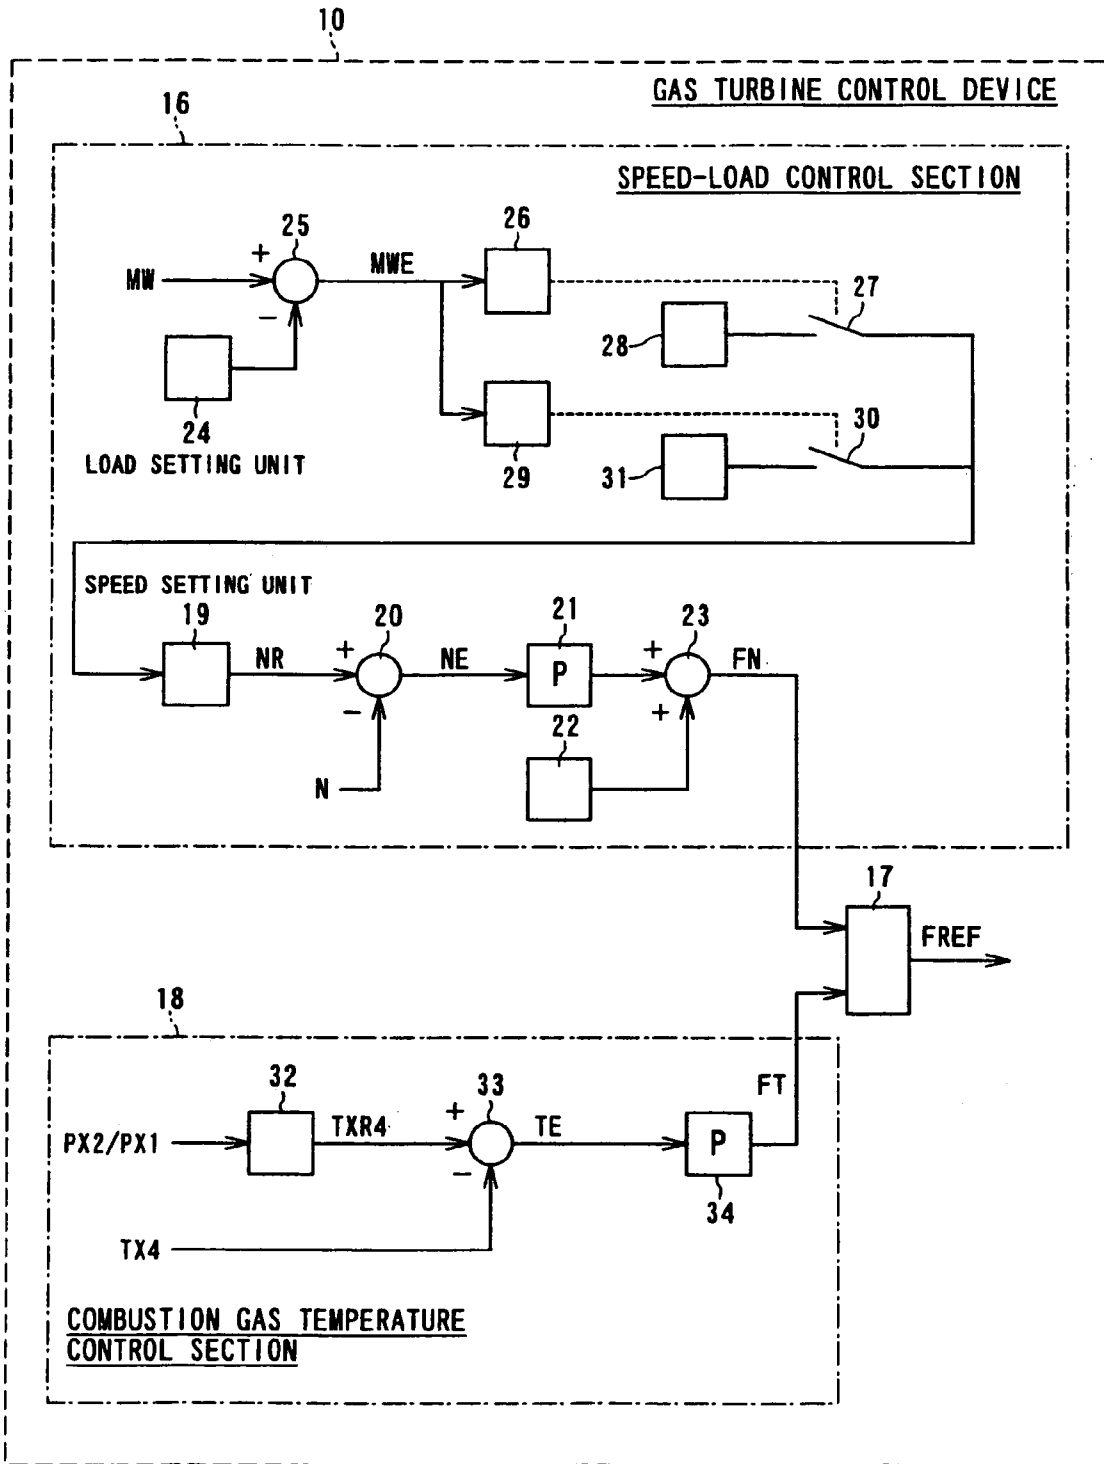 10
GAS TURBINE CONTROL DEVICE
16
SPEED-LOAD CONTROL SECTION
25
26
+
MW
MWE
27
−
28
24
LOAD SETTING UNIT
29
30
31
SPEED SETTING UNIT
19
20
21
23
NR
+
NE
P
+
FN
−
+
22
N
17
FREF
18
FT
32
33
PX2/PX1
TXR4
+
TE
P
−
34
TX4
COMBUSTION GAS TEMPERATURE
CONTROL SECTION